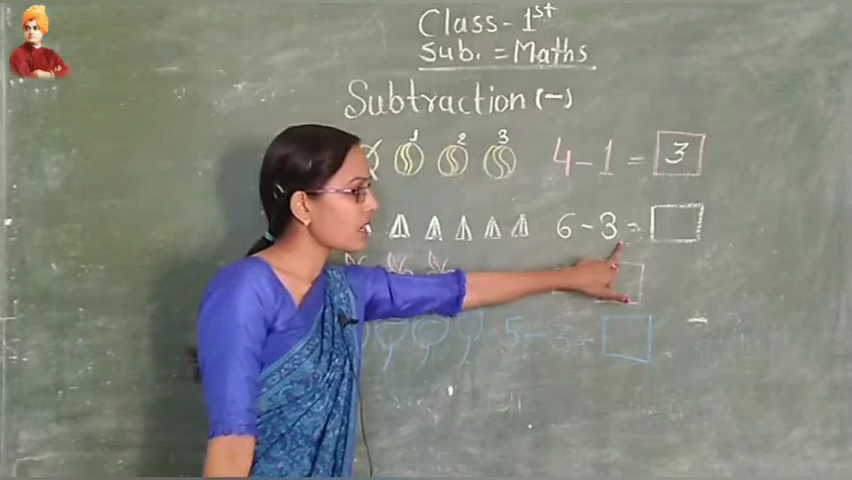 Class - 1st
Sub. = Maths
Subtraction (-)
1 2 3 4 - 1 = 3
6 - 3 =
5 - 3 =